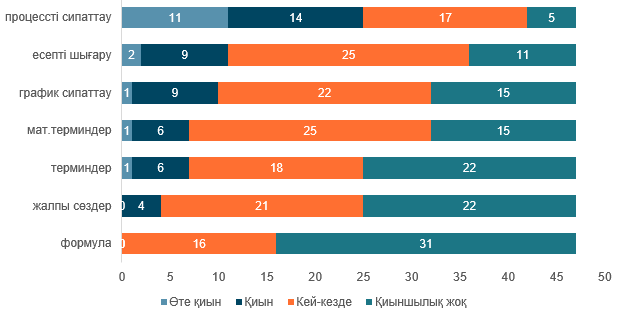 процессті сипаттау 11 14 17 5
есепті шығару 2 9 25 11
график сипаттау 1 9 22 15
мат.терминдер 1 6 25 15
терминдер 1 6 18 22
жалпы сөздер 0 4 21 22
формула 0 16 31
0 5 10 15 20 25 30 35 40 45 50
Өте қиын Қиын Кей-кезде Қиыншылық жоқ